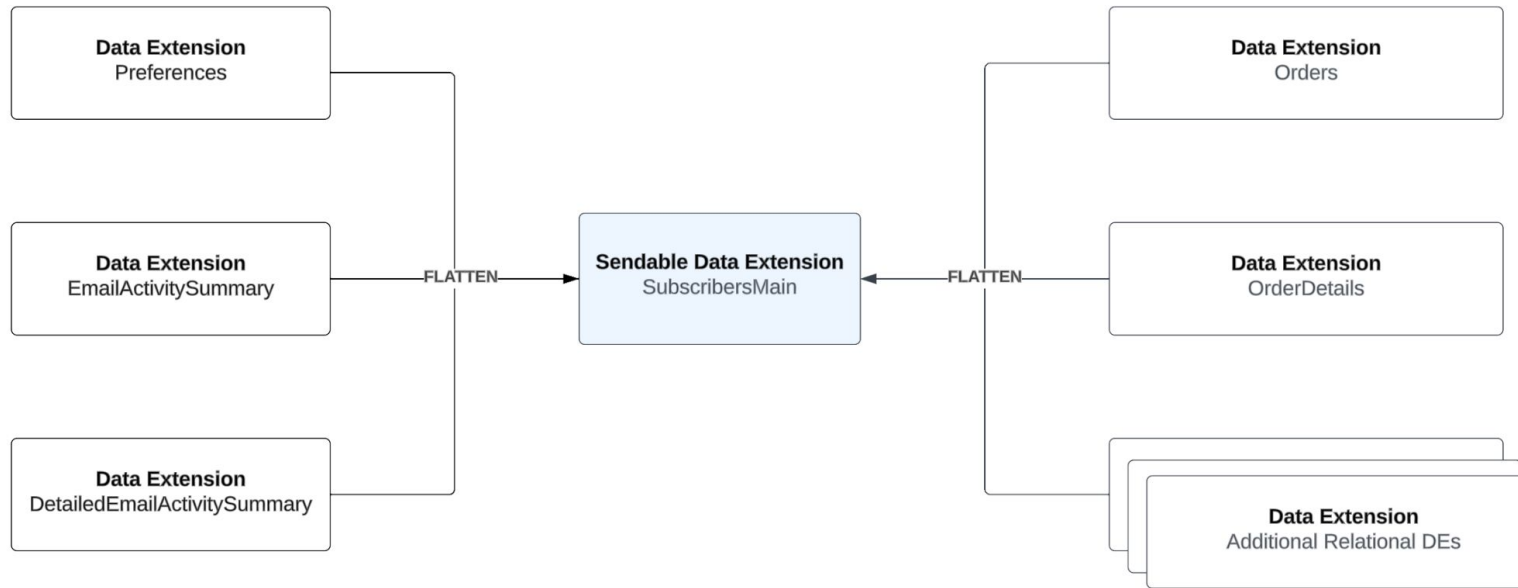 Data Extension
Preferences
Data Extension
EmailActivitySummary
Data Extension
DetailedEmailActivitySummary
FLATTEN
Sendable Data Extension
SubscribersMain
FLATTEN
Data Extension
Orders
Data Extension
OrderDetails
Data Extension
Additional Relational DEs